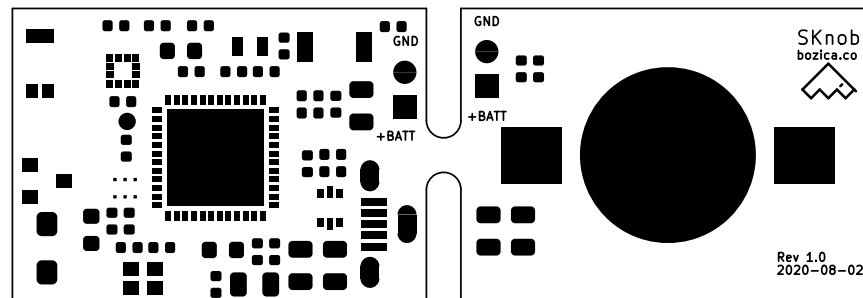 GND
+BATT
GND
+BATT
SKnob
bozica.co
Rev 1.0
2020-08-02